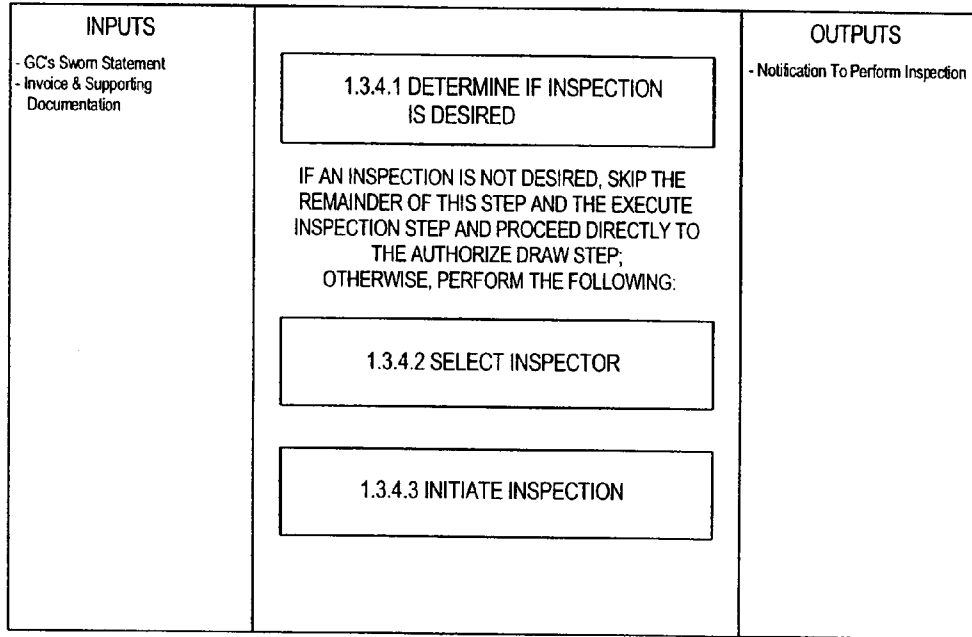 INPUTS
- GC's Sworn Statement
- Invoice & Supporting
Documentation
1.3.4.1 DETERMINE IF INSPECTION
IS DESIRED
IF AN INSPECTION IS NOT DESIRED, SKIP THE
REMAINDER OF THIS STEP AND THE EXECUTE
INSPECTION STEP AND PROCEED DIRECTLY TO
THE AUTHORIZE DRAW STEP;
OTHERWISE, PERFORM THE FOLLOWING:
1.3.4.2 SELECT INSPECTOR
1.3.4.3 INITIATE INSPECTION
OUTPUTS
- Notification To Perform Inspection